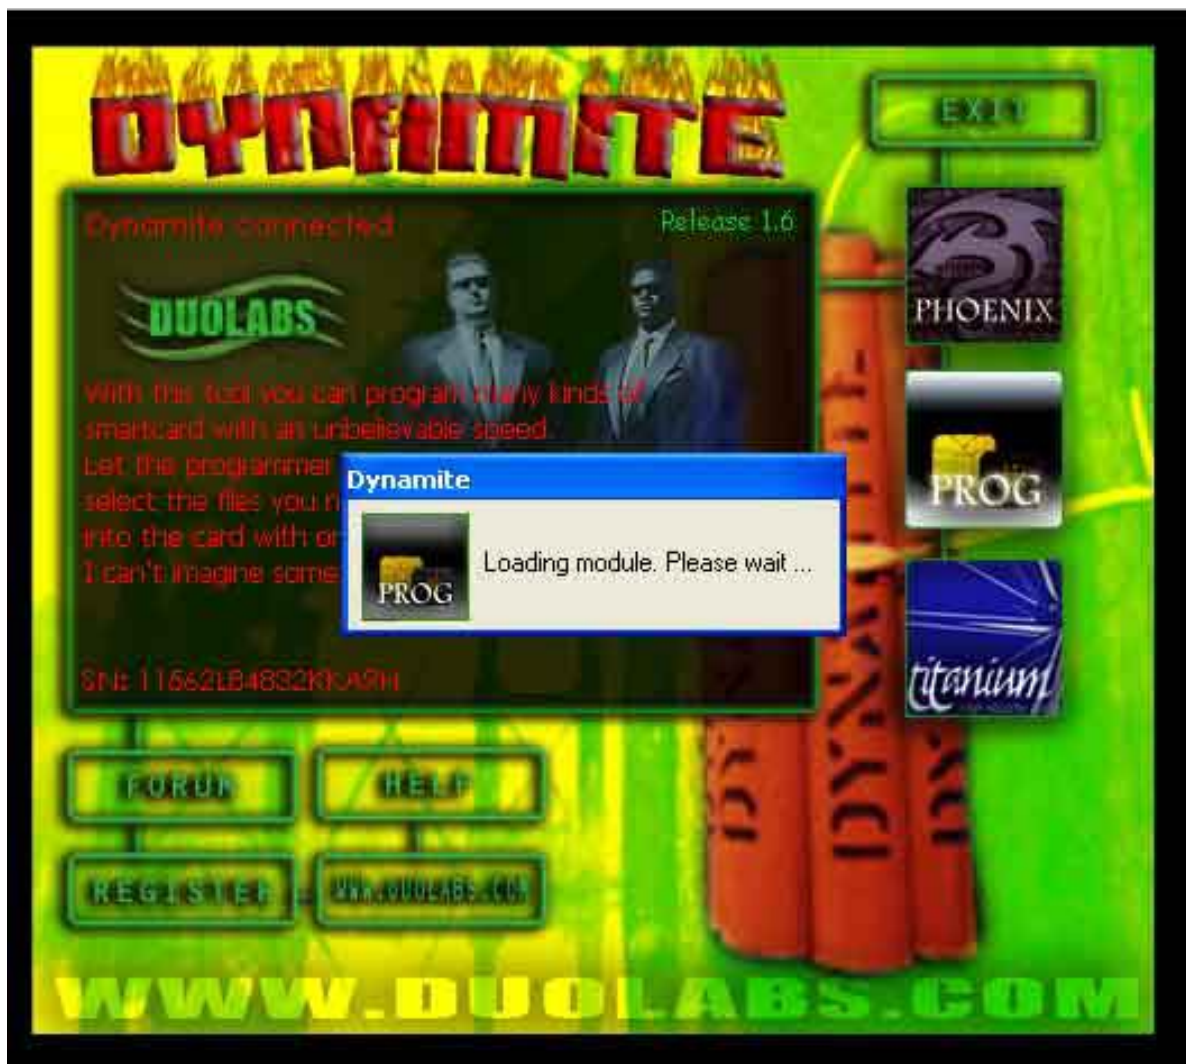 DYNAMITE
EXIT
Dynamite connected
Release 1.6
DUOLABS
PHOENIX
With this tool you can program many kinds of
smartcard with an unbelievable speed.
Let the programmer
select the files you n
into the card with on
I can't imagine some
PROG
Dynamite
PROG
Loading module. Please wait ...
titanium
SN:
DYNAMITE
FORUM
HELP
REGISTER
WWW.DUOLABS.COM
WWW.DUOLABS.COM